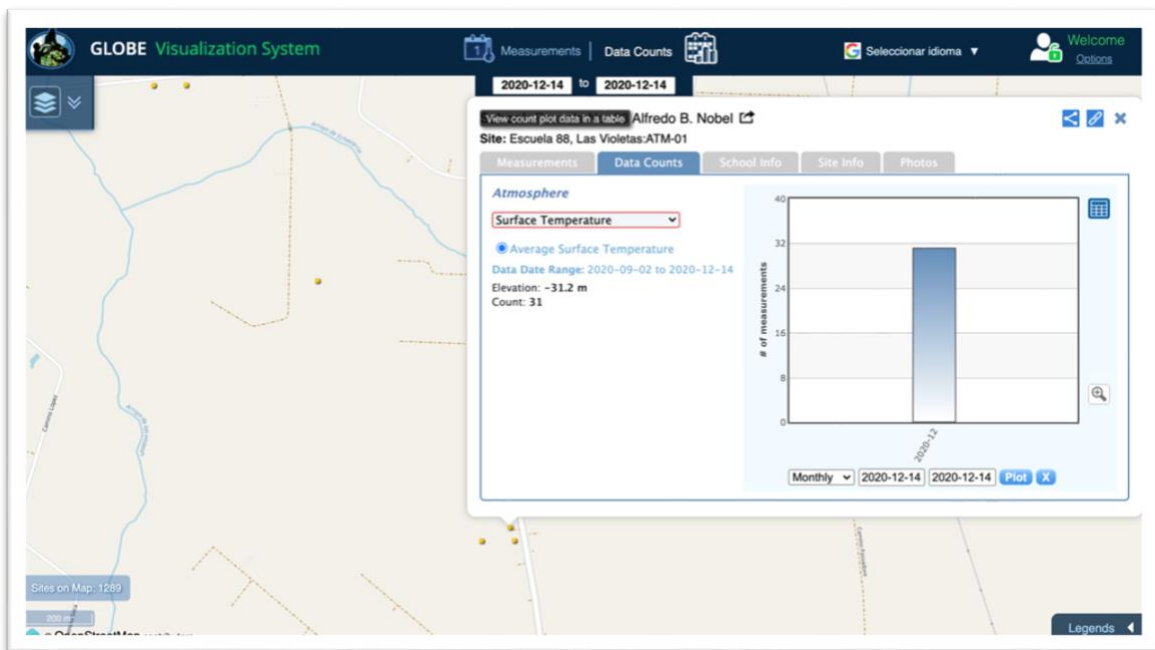 GLOBE Visualization System
1 Measurements | Data Counts
G Seleccionar idioma ▼
Welcome
Options
2020-12-14 to 2020-12-14
View count plot data in a table Alfredo B. Nobel
Site: Escuela 88, Las Violetas:ATM-01
Measurements Data Counts School Info Site Info Photos
Atmosphere
Surface Temperature
Average Surface Temperature
Data Date Range: 2020-09-02 to 2020-12-14
Elevation: -31.2 m
Count: 31
# of measurements
40
32
24
16
8
0
2020-12
Monthly 2020-12-14 2020-12-14 Plot X
Camino López
Sites on Map: 1289
200 m
© OpenStreetMap
Legends